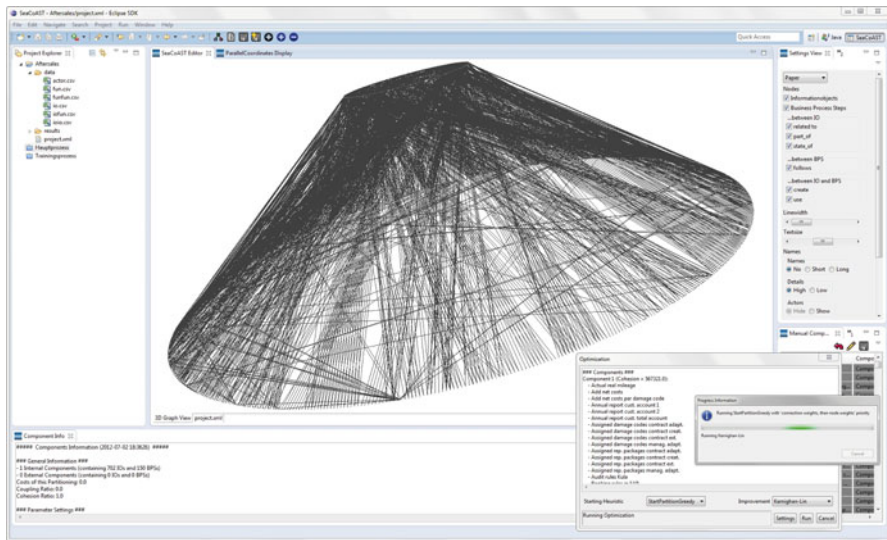 SeaCoAST - Aftersales/project.xml - Eclipse SDK
File Edit Navigate Search Project Run Window Help
Quick Access
Java
SeaCoAST
Project Explorer
Aftersales
data
actor.csv
fun.csv
funfun.csv
io.csv
iofun.csv
ioio.csv
results
project.xml
Hauptprozess
Trainingsprozess
SeaCoAST Editor
ParallelCoordinates Display
3D Graph View project.xml
Settings View
Paper
Nodes
Informationobjects
Business Process Steps
...between IO
related to
part_of
state_of
...between BPS
follows
...between IO and BPS
create
use
Linewidth
Textsize
Names
Names
No Short Long
Details
High Low
Actors
Hide Show
Manual Comp...
Component Info
##### Components Information (2012-07-02 18:36:28) #####
### General Information ###
- 1 Internal Components (containing 702 IOs and 130 BPSs)
- 0 External Components (containing 0 IOs and 0 BPSs)
Costs of this Partitioning: 0.0
Coupling Ratio: 0.0
Cohesion Ratio: 1.0
### Parameter Settings ###
Optimization
### Components ###
- Actual real mileage
- Add net costs
- Add net costs per damage code
- Annual report cust. account 1
- Annual report cust. account 2
- Annual report cust. total account
- Assigned damage codes contract adapt.
- Assigned damage codes contract creat.
- Assigned damage codes contract ext.
- Assigned damage codes manag. adapt.
- Assigned rep. packages contract adapt.
- Assigned rep. packages contract creat.
- Assigned rep. packages contract ext.
- Assigned rep. packages manag. adapt.
- Audit rules Kule
Starting Heuristic: StartPartitionGreedy Improvement Kernighan-Lin
Running Optimization
Settings Run Cancel
Progress Information
Running StartPartitionGreedy with 'connection weights, then node weights' priority
Running Kernighan-Lin
Cancel